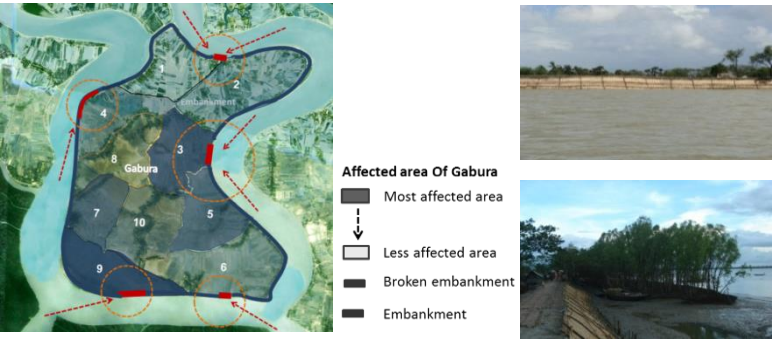 1
2
Embankment
4
3
8
Gabura
7
5
10
9
6
Affected area Of Gabura
Most affected area
Less affected area
Broken embankment
Embankment